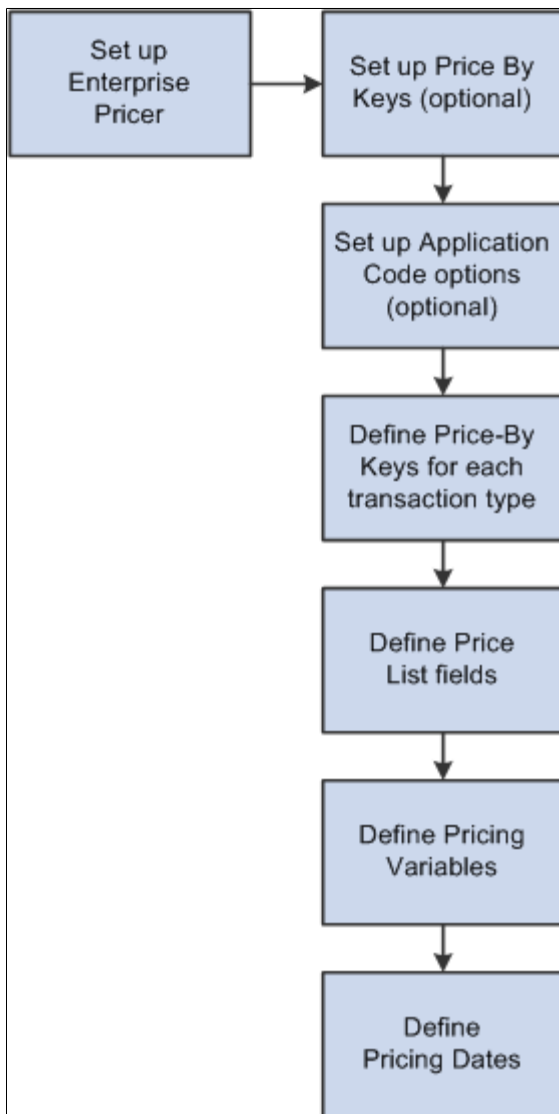 Set up
Enterprise
Pricer
Set up Price By
Keys (optional)
Set up Application
Code options
(optional)
Define Price-By
Keys for each
transaction type
Define Price
List fields
Define Pricing
Variables
Define
Pricing Dates